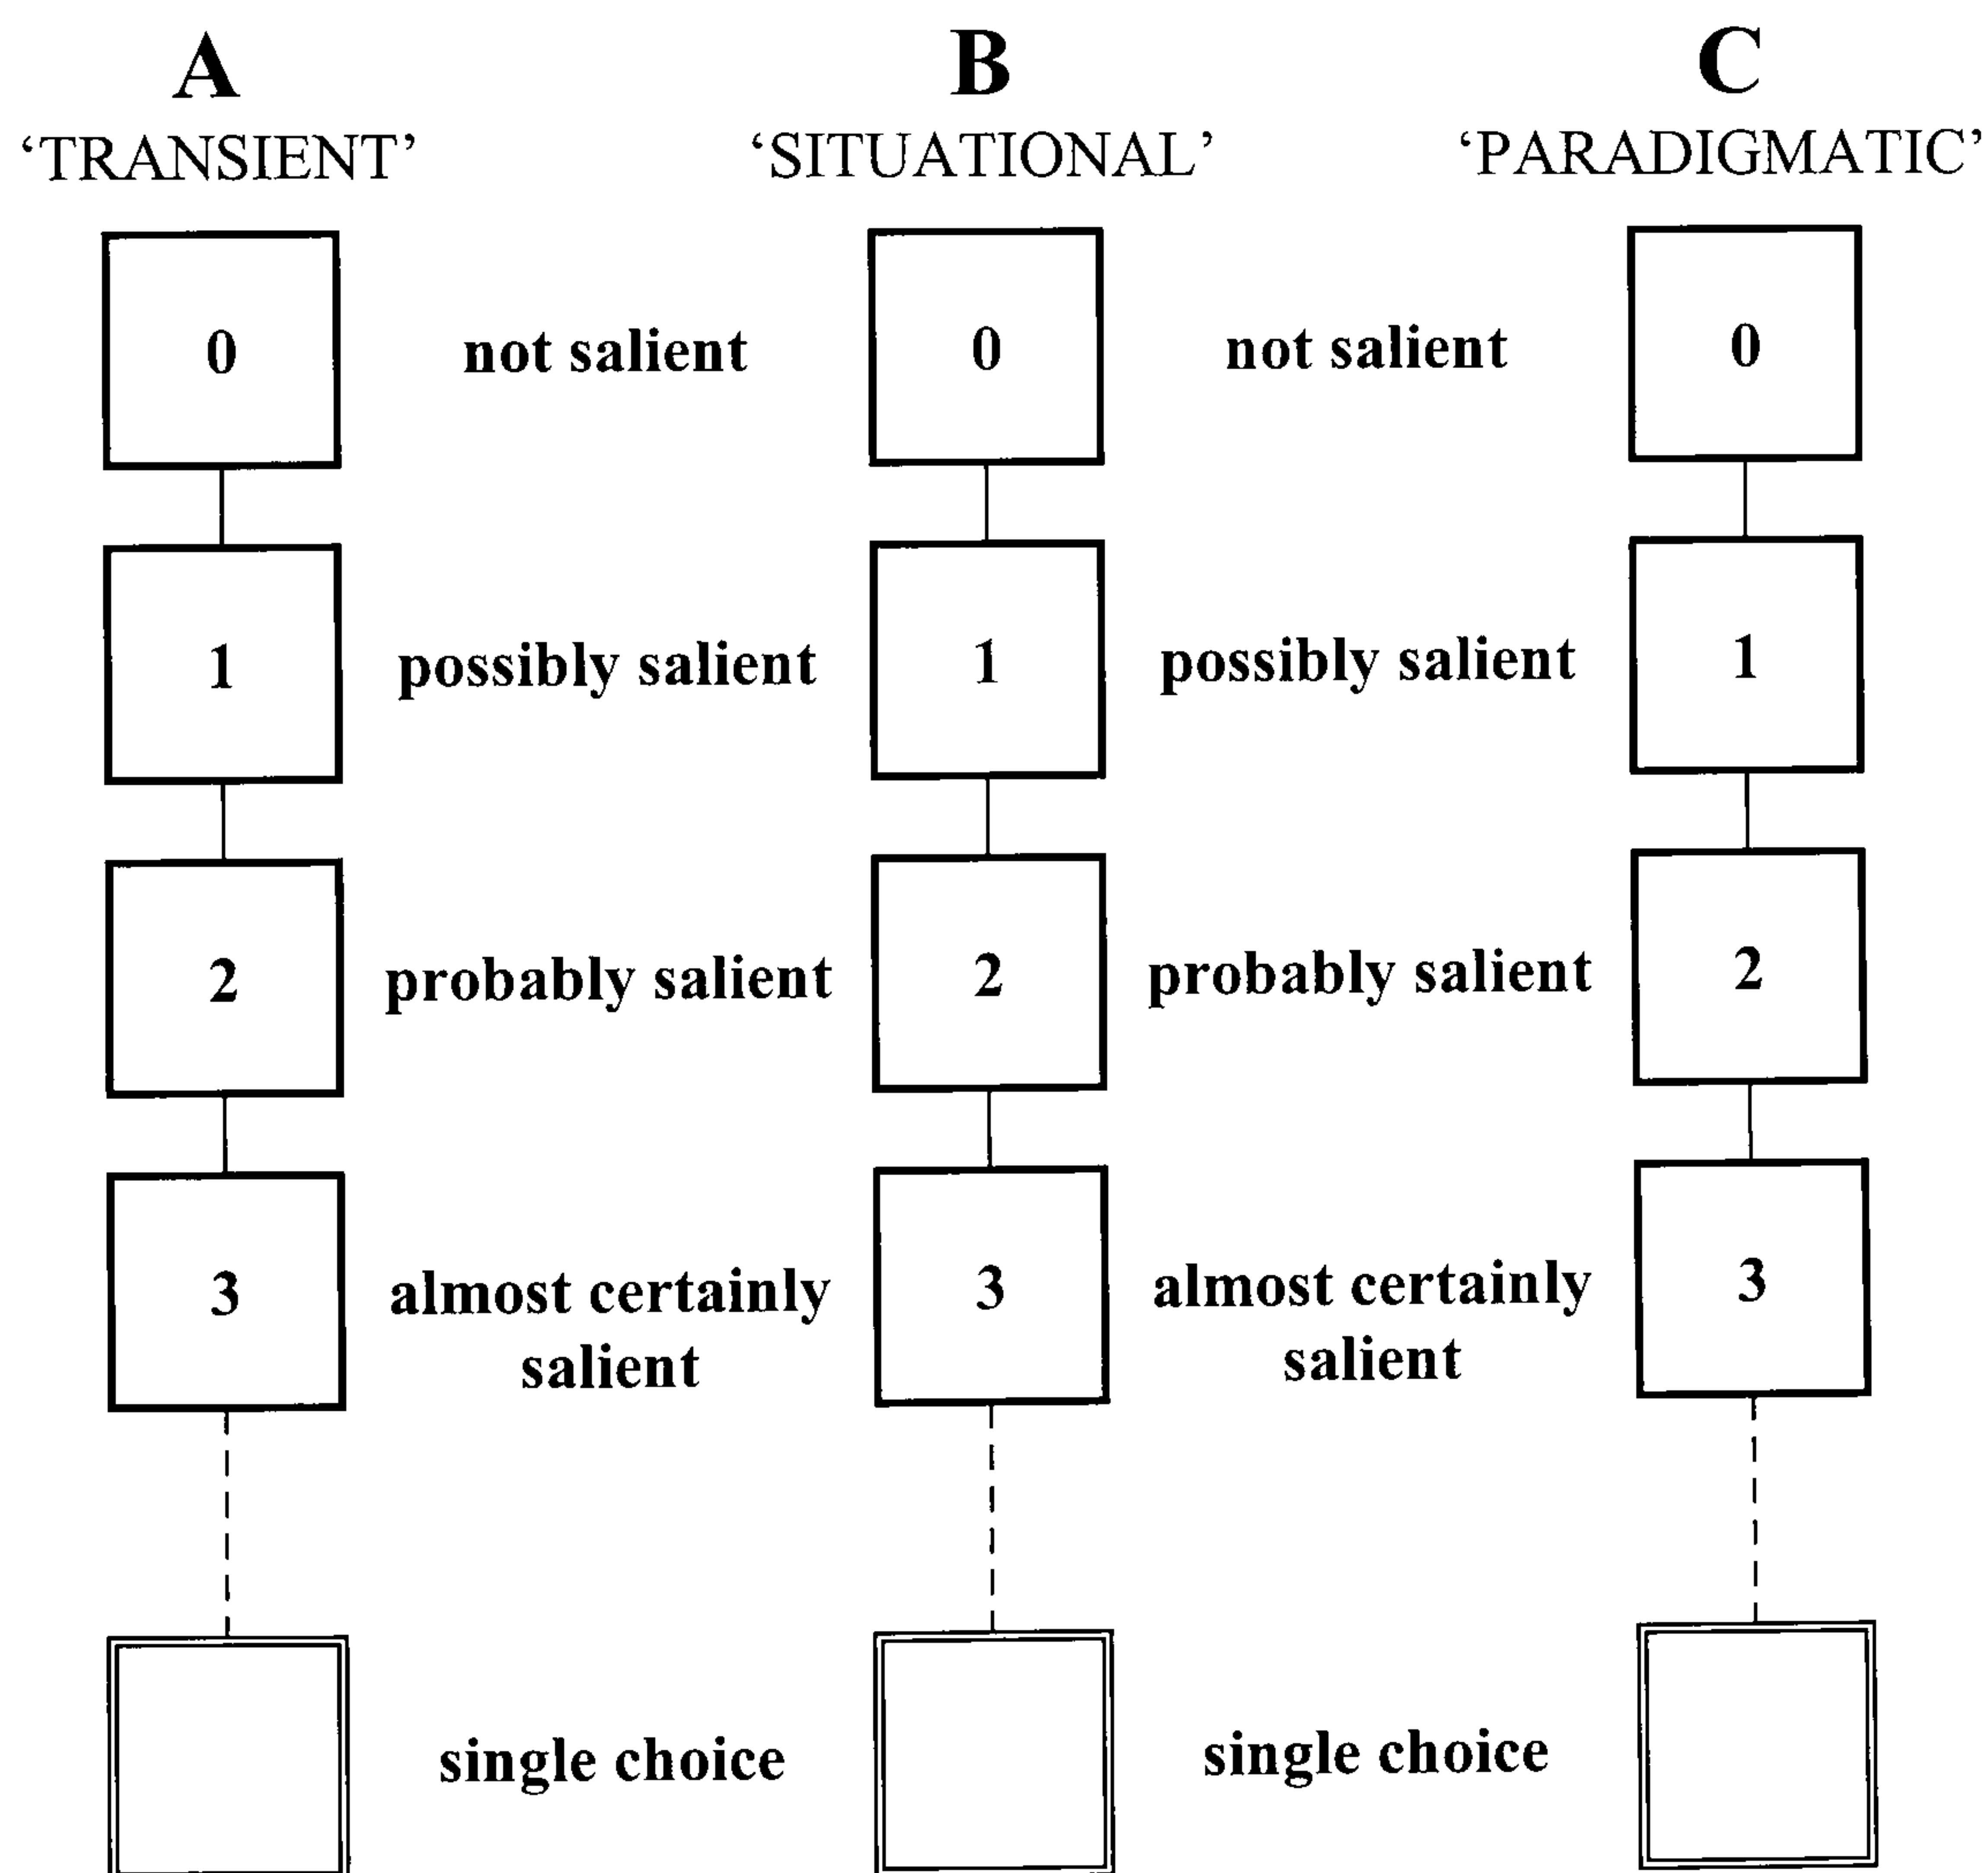 A B C
‘TRANSIENT’ ‘SITUATIONAL’ ‘PARADIGMATIC’
0 not salient 0 not salient 0
1 possibly salient 1 possibly salient 1
2 probably salient 2 probably salient 2
3 almost certainly 3 almost certainly 3
salient salient
single choice single choice